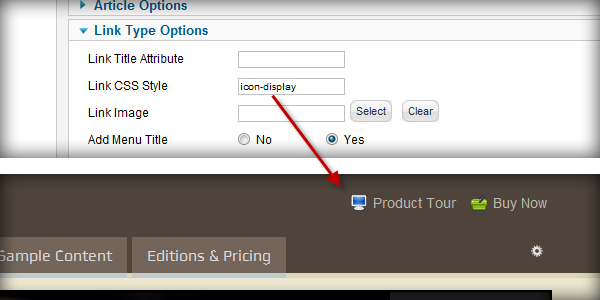 Article Options
Link Type Options
Link Title Attribute
Link CSS Style icon-display
Link Image Select Clear
Add Menu Title No Yes
Product Tour Buy Now
Sample Content Editions & Pricing